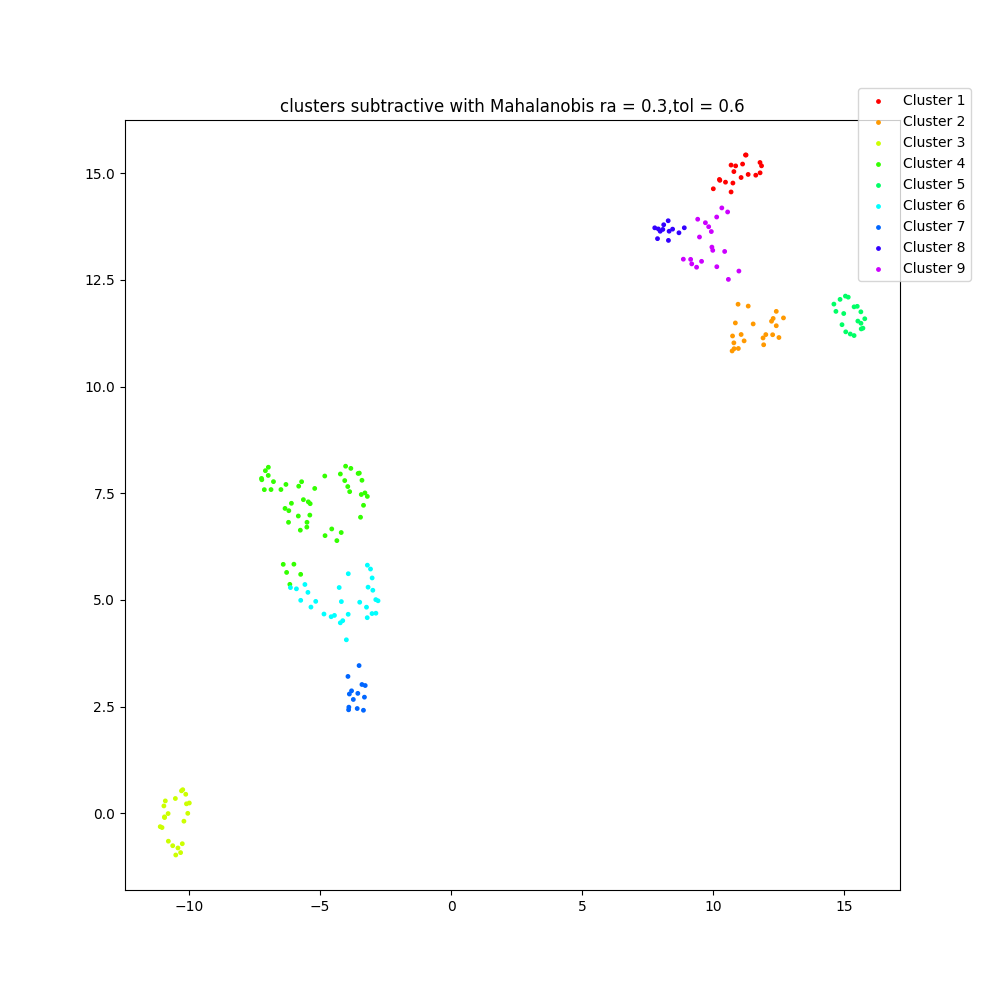 clusters subtractive with Mahalanobis ra = 0.3,tol = 0.6
Cluster 1
Cluster 2
Cluster 3
Cluster 4
Cluster 5
Cluster 6
Cluster 7
Cluster 8
Cluster 9
15.0
12.5
10.0
7.5
5.0
2.5
0.0
−10
−5
0
5
10
15